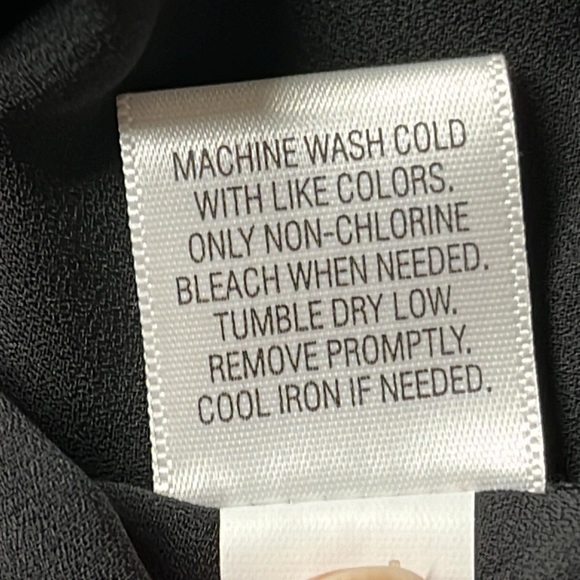 MACHINE WASH COLD
WITH LIKE COLORS.
ONLY NON-CHLORINE
BLEACH WHEN NEEDED.
TUMBLE DRY LOW.
REMOVE PROMPTLY.
COOL IRON IF NEEDED.